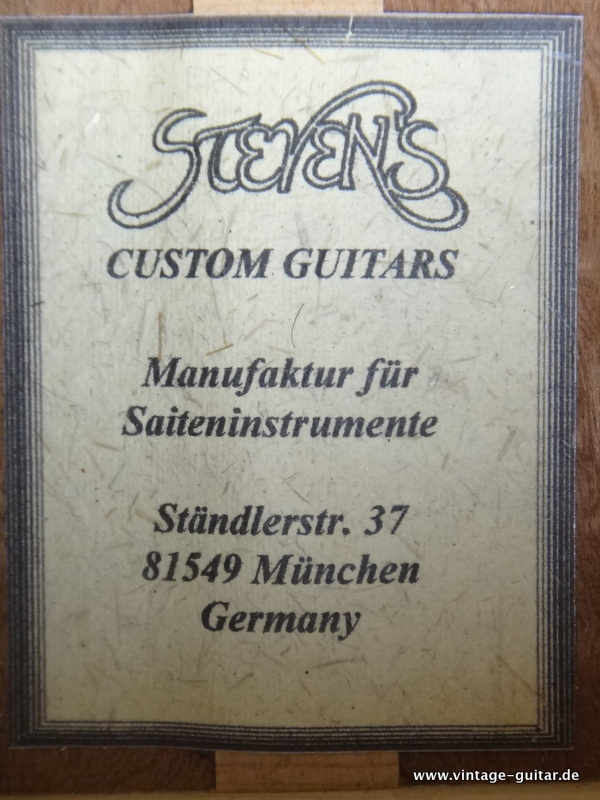 STEVEN'S
CUSTOM GUITARS
Manufaktur für
Saiteninstrumente
Ständlerstr. 37
81549 München
Germany
www.vintage-guitar.de